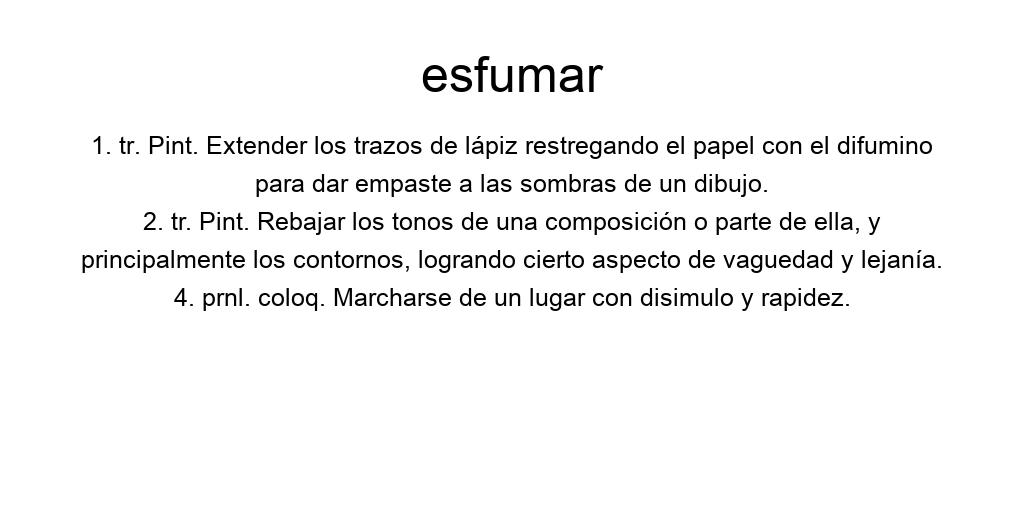 esfumar
1. tr. Pint. Extender los trazos de lápiz restregando el papel con el difumino
para dar empaste a las sombras de un dibujo.
2. tr. Pint. Rebajar los tonos de una composición o parte de ella, y
principalmente los contornos, logrando cierto aspecto de vaguedad y lejanía.
4. prnl. coloq. Marcharse de un lugar con disimulo y rapidez.